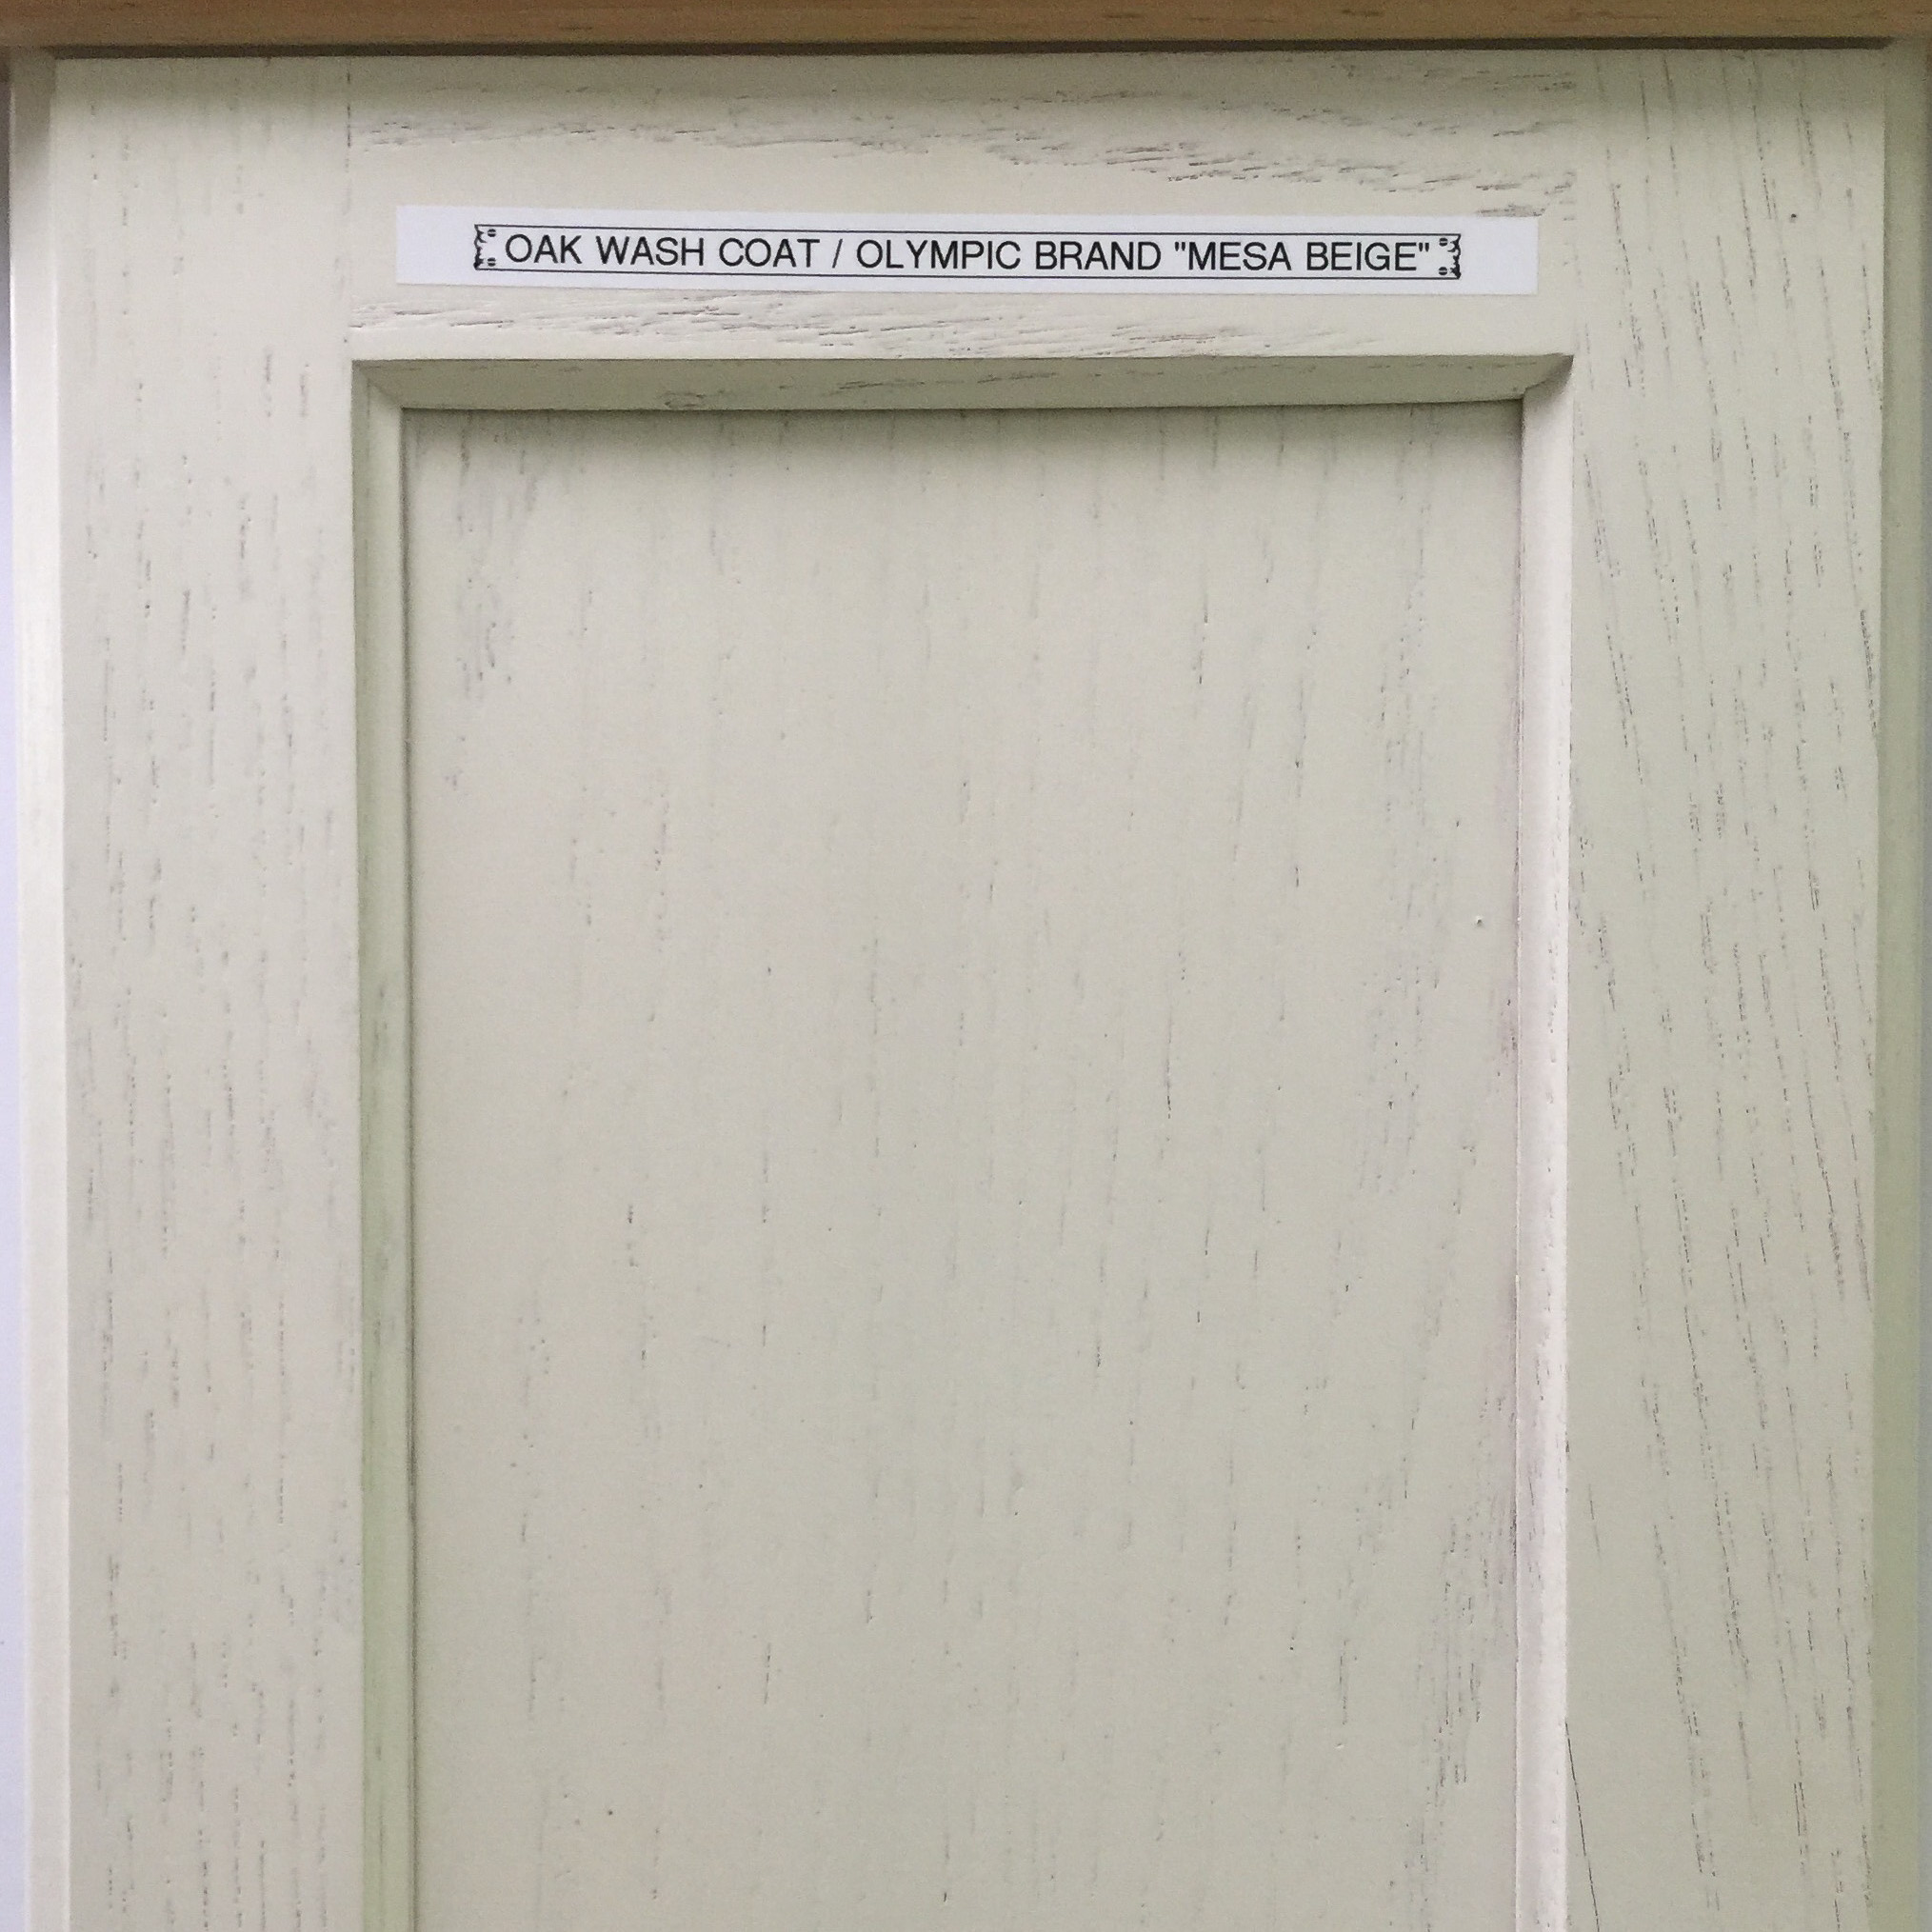 OAK WASH COAT / OLYMPIC BRAND "MESA BEIGE"